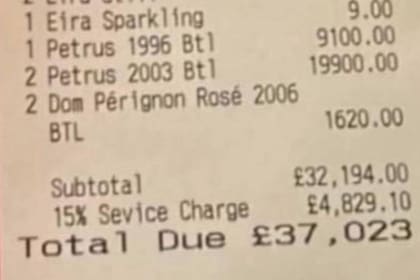 1 Eira Sparkling 9.00
1 Petrus 1996 Btl 9100.00
2 Petrus 2003 Btl 19900.00
2 Dom Pérignon Rosé 2006
BTL 1620.00
Subtotal £32,194.00
15% Sevice Charge £4,829.10
Total Due £37,023